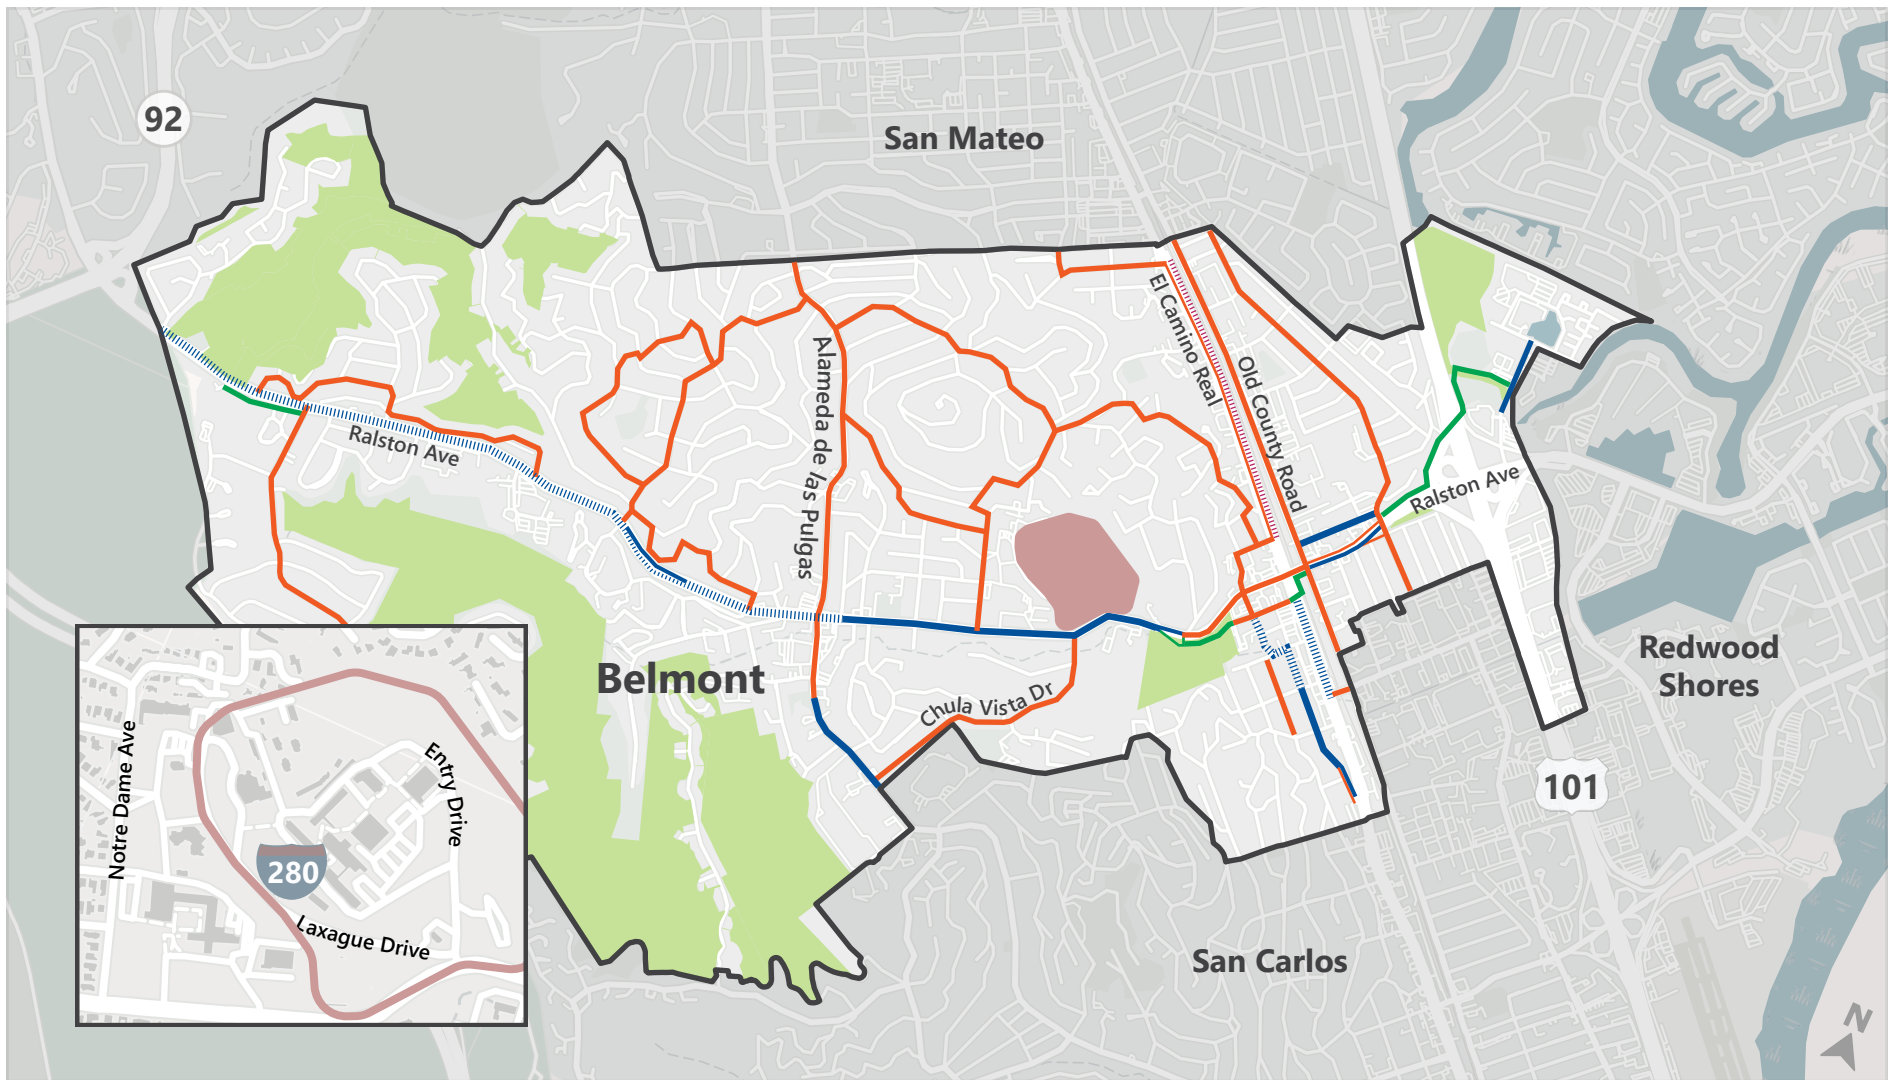 92
San Mateo
El Camino Real
Old County Road
Alameda de las Pulgas
Ralston Ave
Ralston Ave
Belmont
Chula Vista Dr
Redwood
Shores
101
Notre Dame Ave
Entry Drive
280
Laxague Drive
San Carlos
N